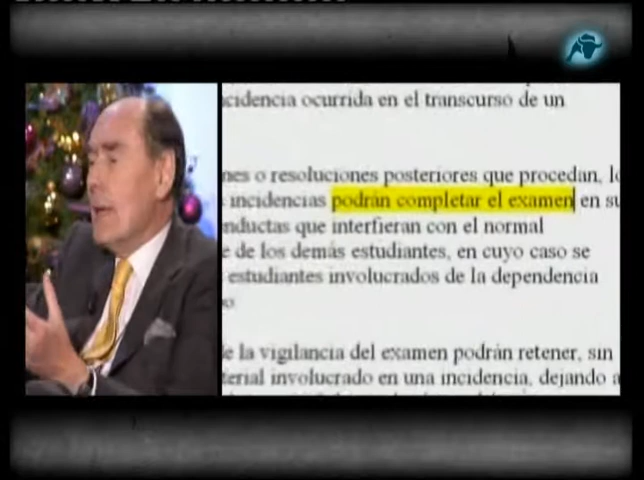 cidencia ocurrida en el transcurso de un
nes o resoluciones posteriores que procedan, l
incidencias podrán completar el examen en su
nductas que interfieran con el normal
e de los demás estudiantes, en cuyo caso se
estudiantes involucrados de la dependencia
o
e la vigilancia del examen podrán retener, sin
terial involucrado en una incidencia, dejando a